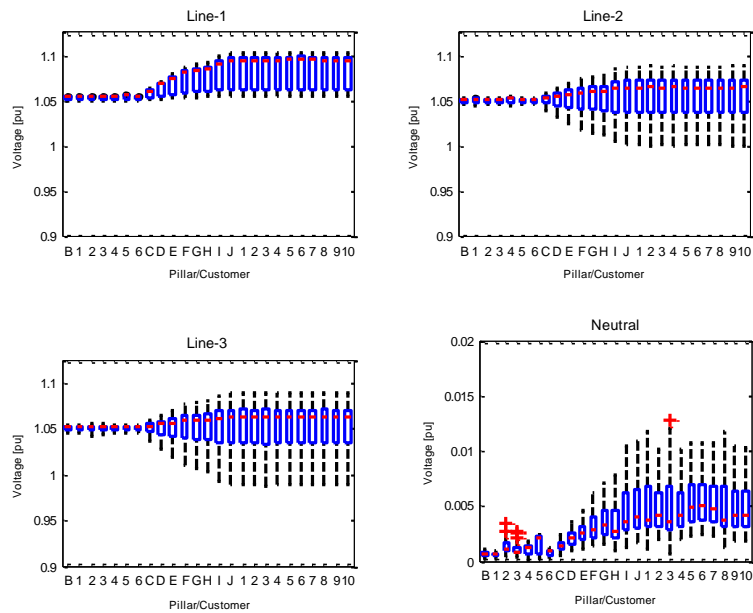 Line-1
1.1
1.05
1
0.95
0.9
Voltage [pu]
B 1 2 3 4 5 6 C D E F G H I J 1 2 3 4 5 6 7 8 9 10
Pillar/Customer
Line-2
1.1
1.05
1
0.95
0.9
Voltage [pu]
B 1 2 3 4 5 6 C D E F G H I J 1 2 3 4 5 6 7 8 9 10
Pillar/Customer
Line-3
1.1
1.05
1
0.95
0.9
Voltage [pu]
B 1 2 3 4 5 6 C D E F G H I J 1 2 3 4 5 6 7 8 9 10
Pillar/Customer
Neutral
0.02
0.015
0.01
0.005
0
Voltage [pu]
B 1 2 3 4 5 6 C D E F G H I J 1 2 3 4 5 6 7 8 9 10
Pillar/Customer